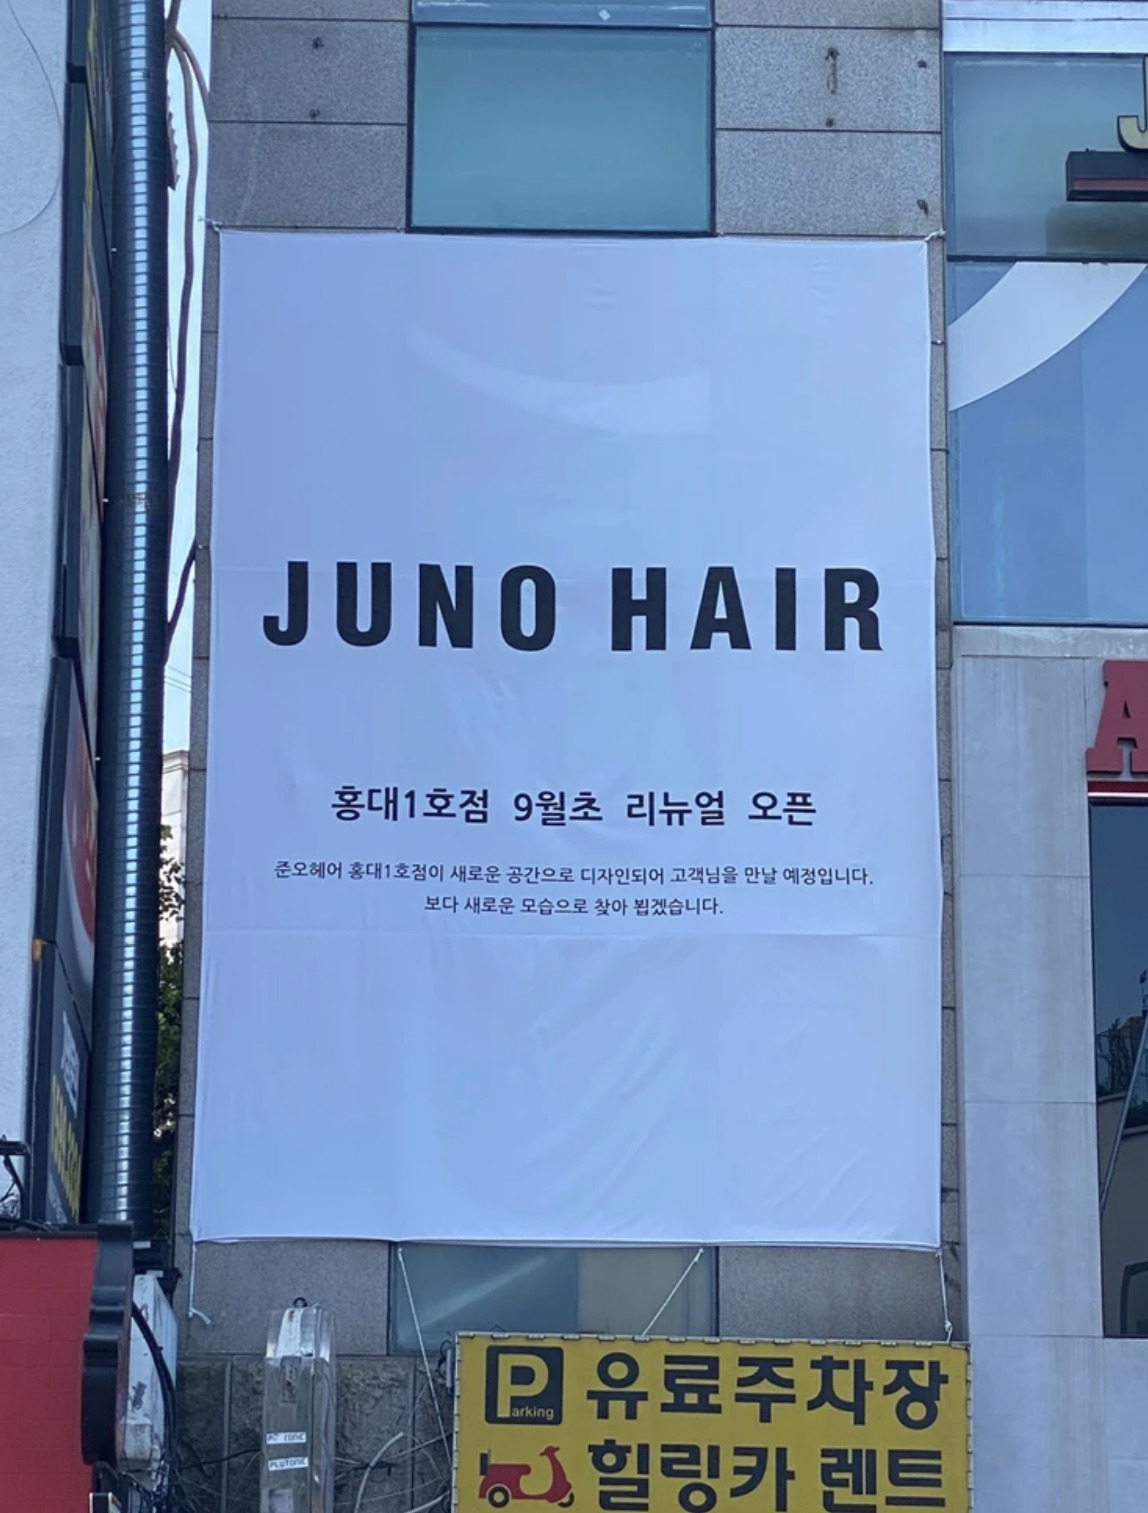 JUNO HAIR
홍대1호점 9월초 리뉴얼 오픈
준오헤어 홍대1호점이 새로운 공간으로 디자인되어 고객님을 만날 예정입니다.
보다 새로운 모습으로 찾아 뵙겠습니다.
Parking 유료주차장
힐링카 렌트